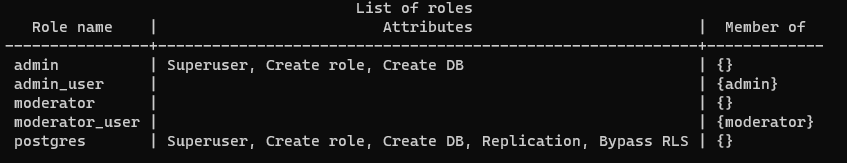 List of roles
   Role name    |                         Attributes                         |  Member of
----------------+------------------------------------------------------------+-------------
 admin          | Superuser, Create role, Create DB                          | {}
 admin_user     |                                                            | {admin}
 moderator      |                                                            | {}
 moderator_user |                                                            | {moderator}
 postgres       | Superuser, Create role, Create DB, Replication, Bypass RLS | {}